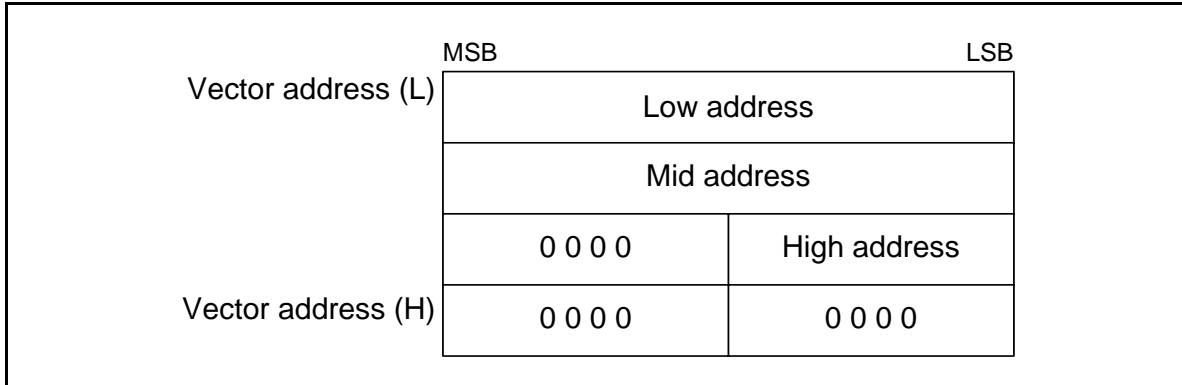 MSB LSB
Vector address (L) Low address
Mid address
0 0 0 0 High address
Vector address (H) 0 0 0 0 0 0 0 0